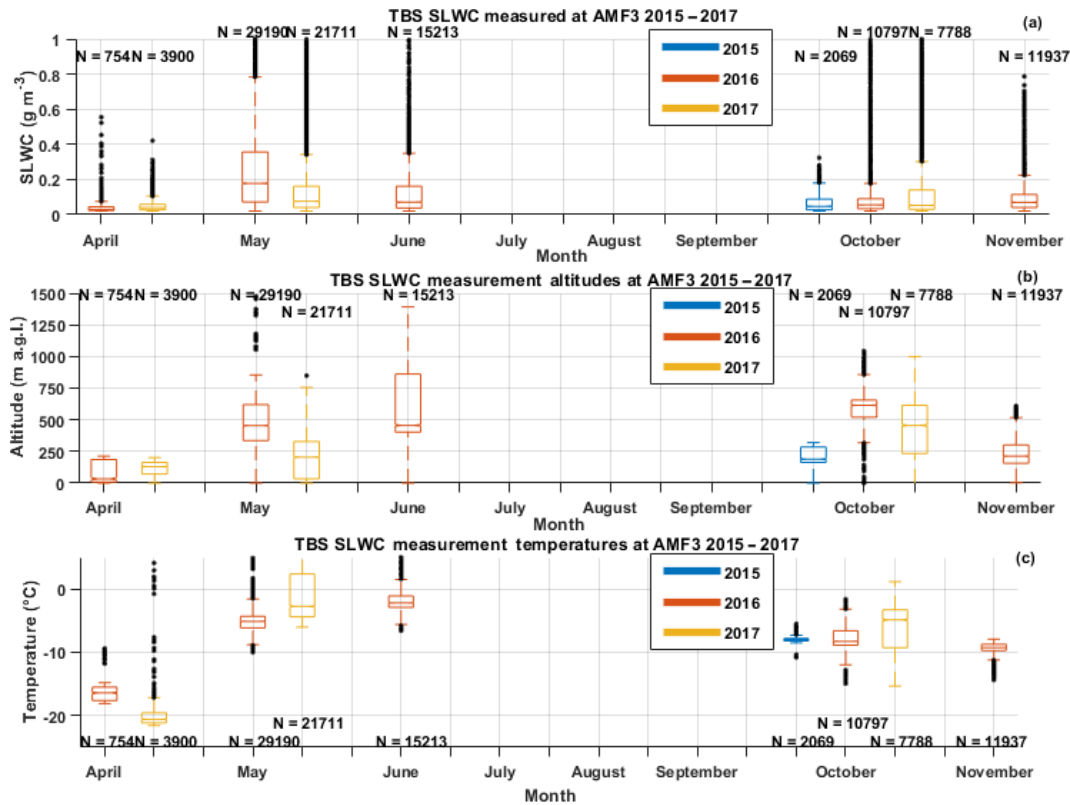 TBS SLWC measured at AMF3 2015–2017
(a)
N = 754 N = 3900 N = 29190 N = 21711 N = 15213 N = 2069 N = 10797 N = 7788 N = 11937
2015
2016
2017
SLWC (g m⁻³)
1
0.8
0.6
0.4
0.2
0
April May June July August September October November
Month
TBS SLWC measurement altitudes at AMF3 2015–2017
(b)
N = 754 N = 3900 N = 29190 N = 21711 N = 15213 N = 2069 N = 10797 N = 7788 N = 11937
2015
2016
2017
Altitude (m a.g.l.)
1500
1250
1000
750
500
250
0
April May June July August September October November
Month
TBS SLWC measurement temperatures at AMF3 2015–2017
(c)
2015
2016
2017
Temperature (°C)
0
-10
-20
N = 754 N = 3900 N = 29190 N = 21711 N = 15213 N = 2069 N = 10797 N = 7788 N = 11937
April May June July August September October November
Month